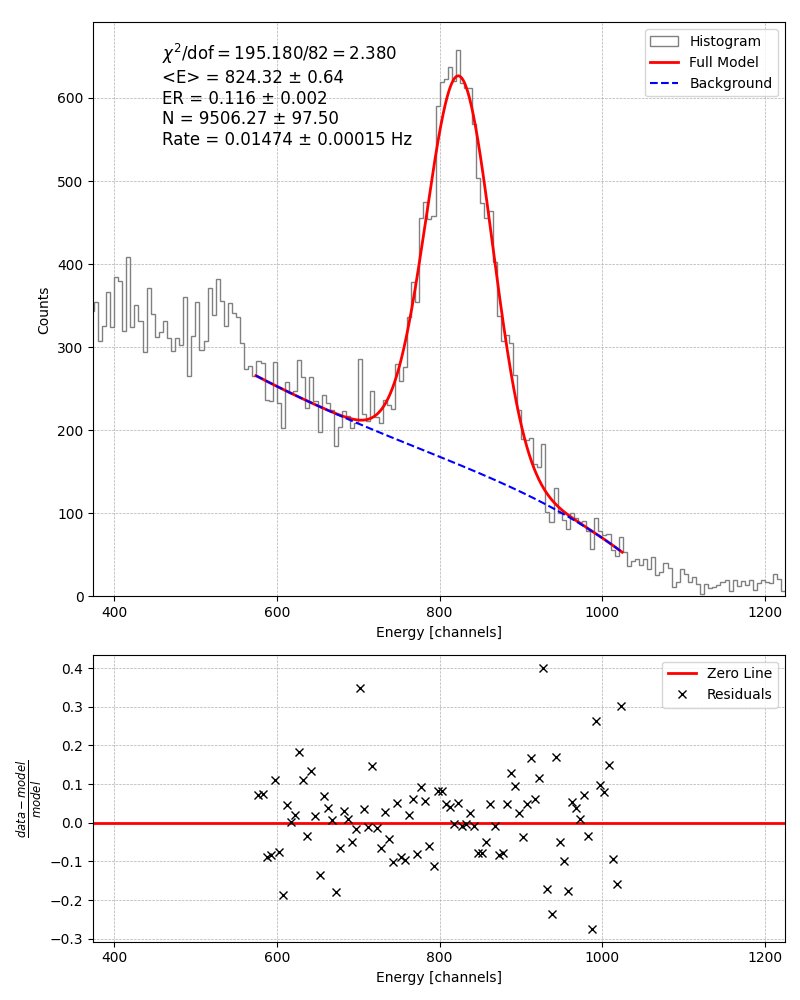 χ²/dof = 195.180/82 = 2.380
<E> = 824.32 ± 0.64
ER = 0.116 ± 0.002
N = 9506.27 ± 97.50
Rate = 0.01474 ± 0.00015 Hz
Histogram
Full Model
Background
Counts
600
500
400
300
200
100
0
400 600 800 1000 1200
Energy [channels]
Zero Line
Residuals
data − model
model
0.4
0.3
0.2
0.1
0.0
−0.1
−0.2
−0.3
400 600 800 1000 1200
Energy [channels]